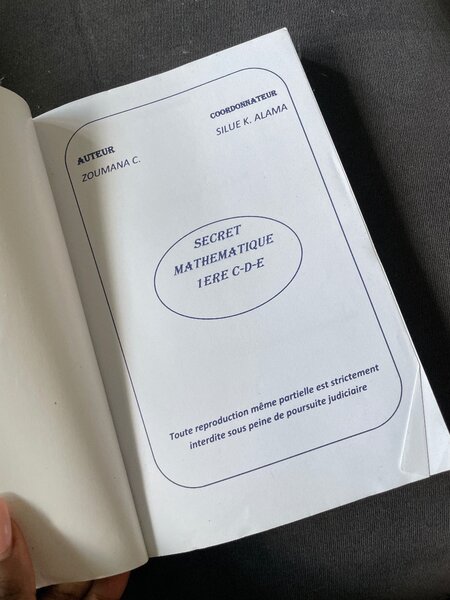 AUTEUR
ZOUMANA C.
COORDONNATEUR
SILUE K. ALAMA
SECRET
MATHEMATIQUE
1ERE C-D-E
Toute reproduction même partielle est strictement
interdite sous peine de poursuite judiciaire